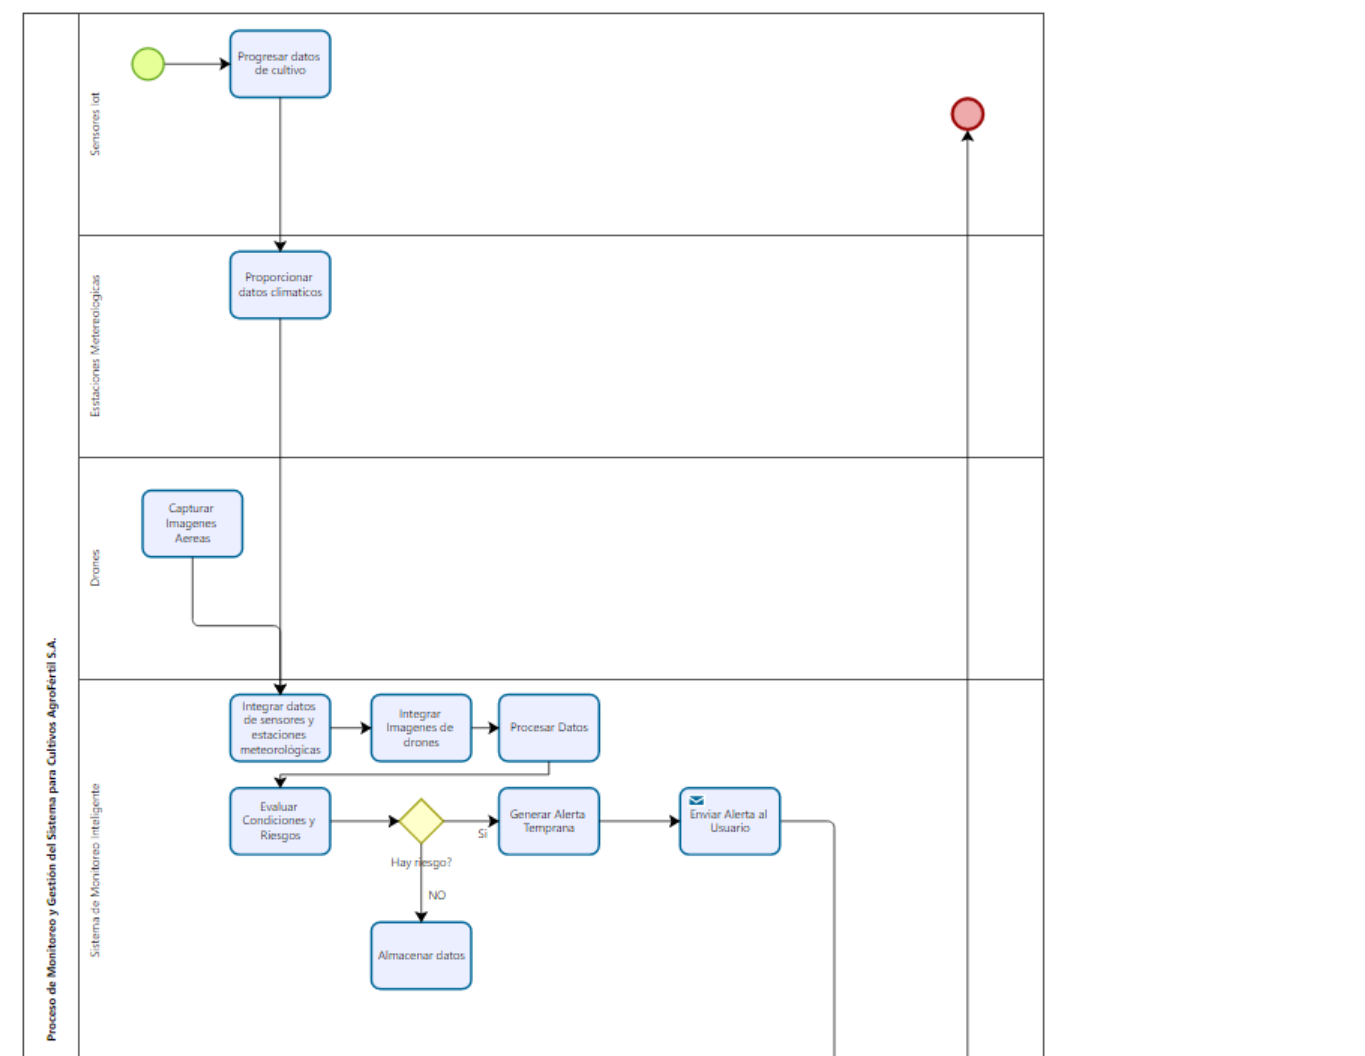 Proceso de Monitoreo y Gestión del Sistema para Cultivos AgroFértil S.A.
Sensores Iot
Progresar datos
de cultivo
Esstaciones Metereologicas
Proporcionar
datos climaticos
Drones
Capturar
Imagenes
Aereas
Sistema de Monitoreo Inteligente
Integrar datos
de sensores y
estaciones
meteorológicas
Integrar
Imagenes de
drones
Procesar Datos
Evaluar
Condiciones y
Riesgos
Hay riesgo?
Si
NO
Generar Alerta
Temprana
Enviar Alerta al
Usuario
Almacenar datos